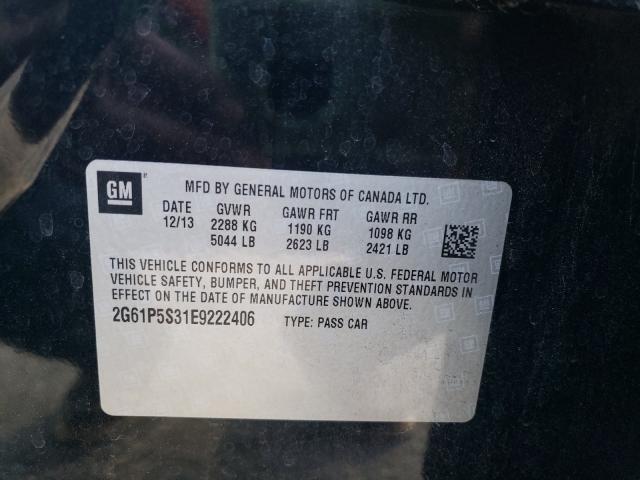 GM
MFD BY GENERAL MOTORS OF CANADA LTD.
DATE GVWR GAWR FRT GAWR RR
12/13 2288 KG 1190 KG 1098 KG
5044 LB 2623 LB 2421 LB
THIS VEHICLE CONFORMS TO ALL APPLICABLE U.S. FEDERAL MOTOR
VEHICLE SAFETY, BUMPER, AND THEFT PREVENTION STANDARDS IN
EFFECT ON THE DATE OF MANUFACTURE SHOWN ABOVE.
2G61P5S31E9222406 TYPE: PASS CAR